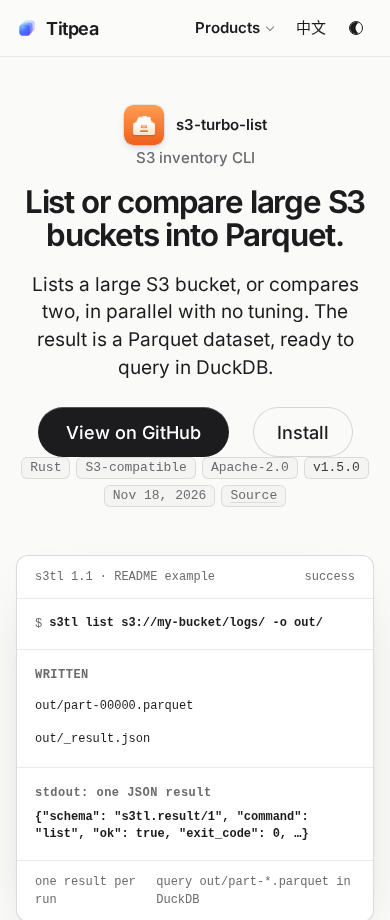 Titpea
Products
中文
s3-turbo-list
S3 inventory CLI
List or compare large S3
buckets into Parquet.
Lists a large S3 bucket, or compares
two, in parallel with no tuning. The
result is a Parquet dataset, ready to
query in DuckDB.
View on GitHub
Install
Rust S3-compatible Apache-2.0 v1.5.0
Nov 18, 2026 Source
s3tl 1.1 · README example success
$ s3tl list s3://my-bucket/logs/ -o out/
WRITTEN
out/part-00000.parquet
out/_result.json
stdout: one JSON result
{"schema": "s3tl.result/1", "command":
"list", "ok": true, "exit_code": 0, …}
one result per
run
query out/part-*.parquet in
DuckDB